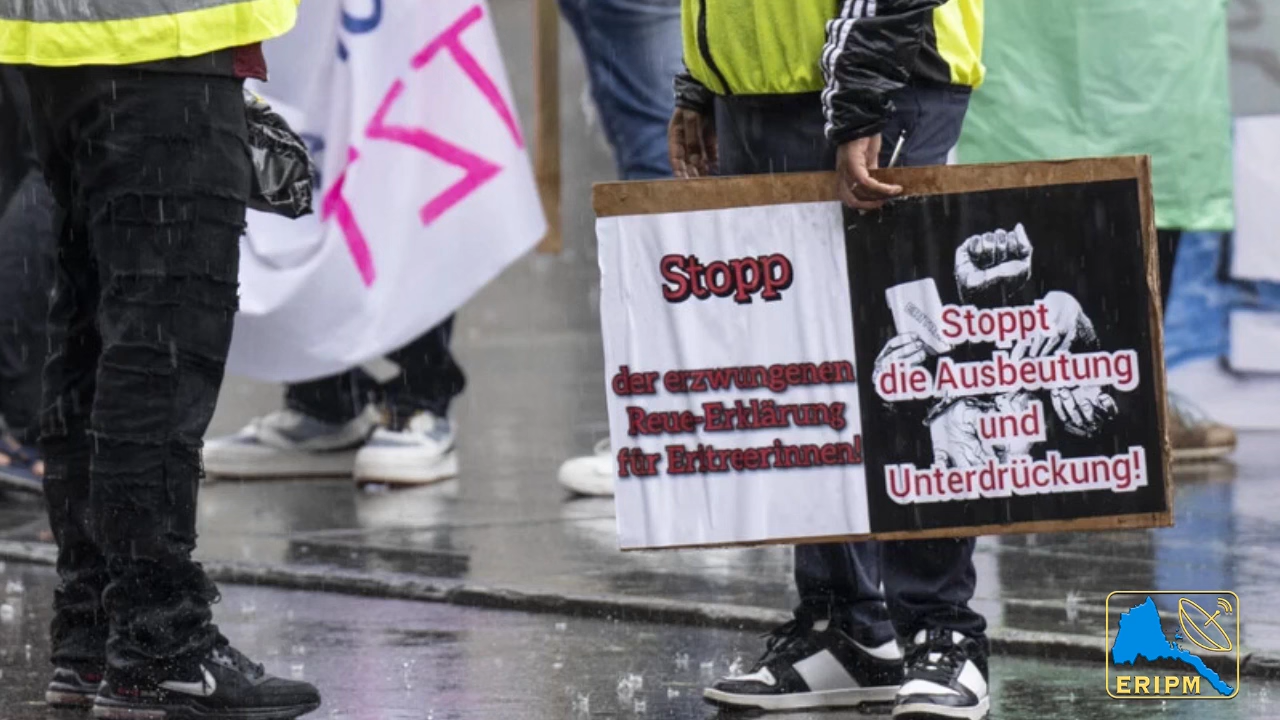 Stopp
der erzwungenen
Reue-Erklärung
für Eritreerinnen!
Stoppt
die Ausbeutung
und
Unterdrückung!
ERIPM